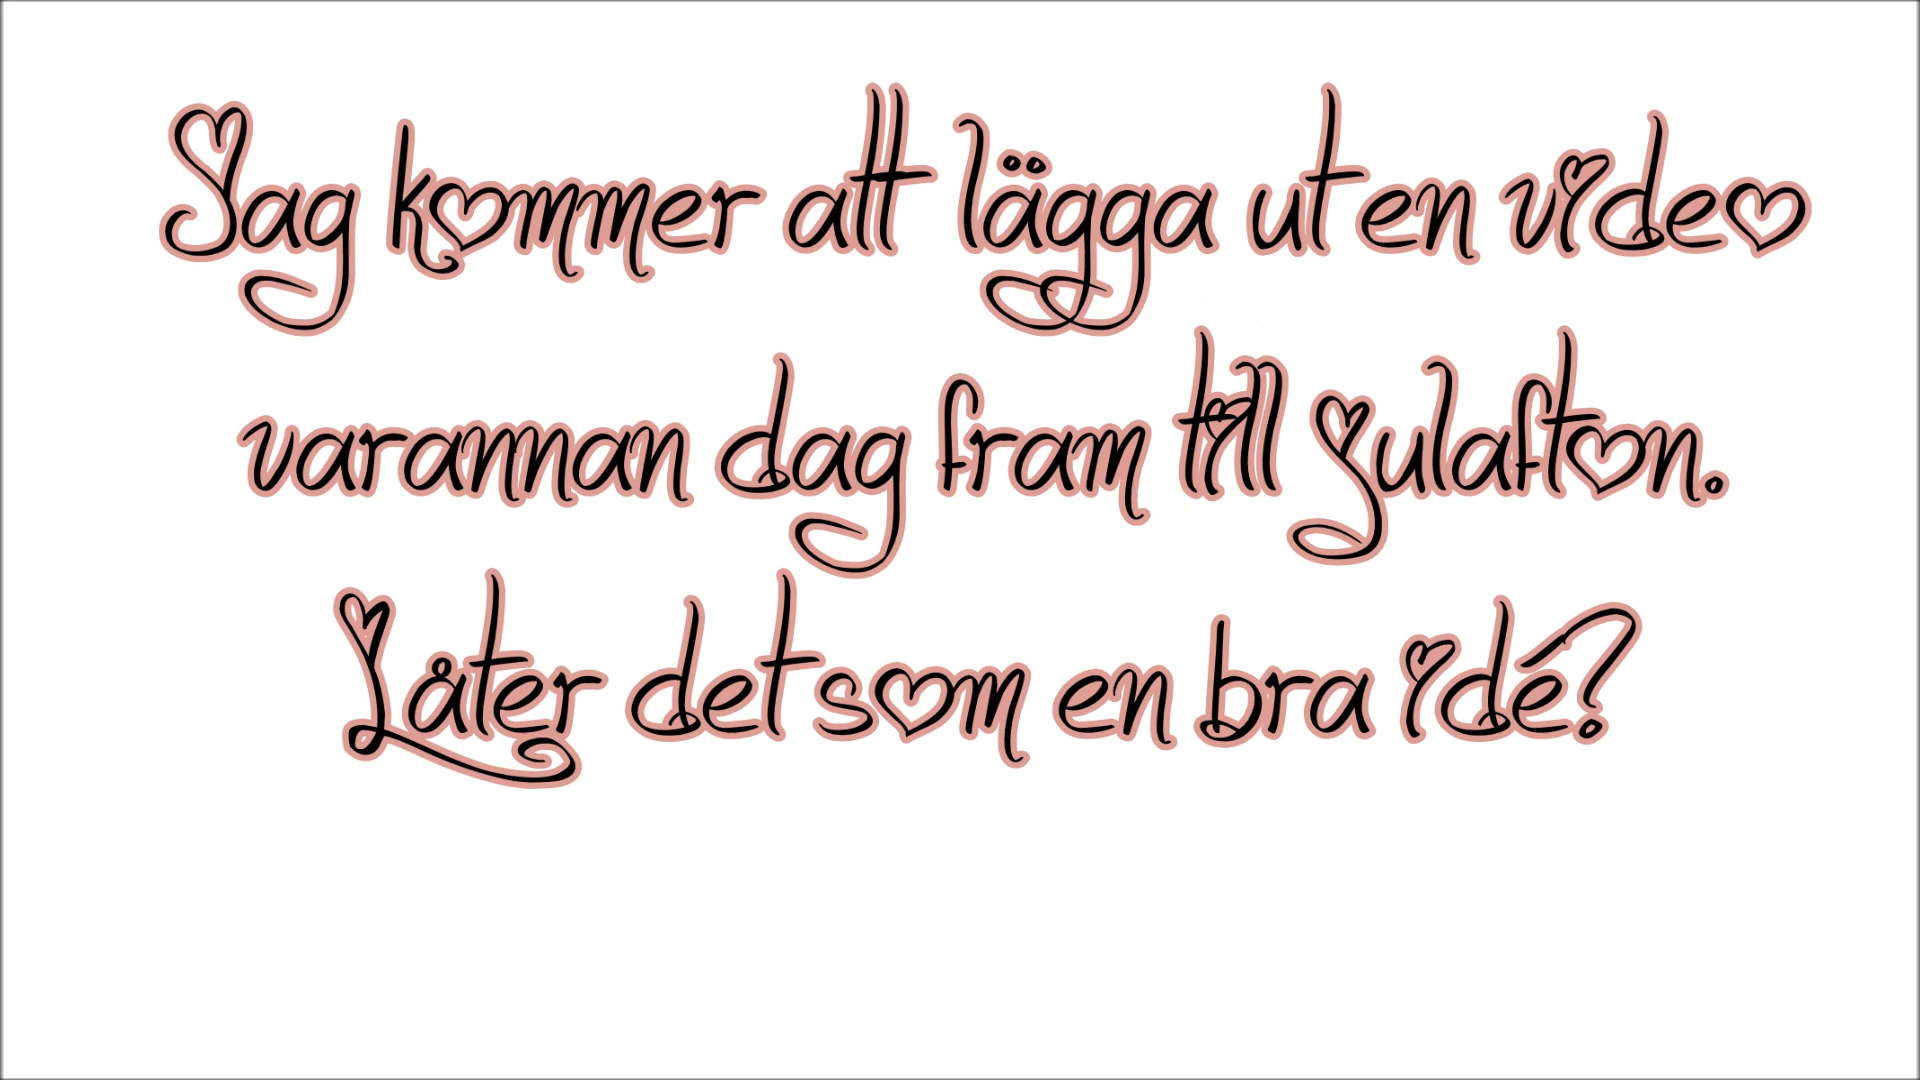 Jag kommer att lägga ut en video
varannan dag fram till Julafton.
Låter det som en bra idé?